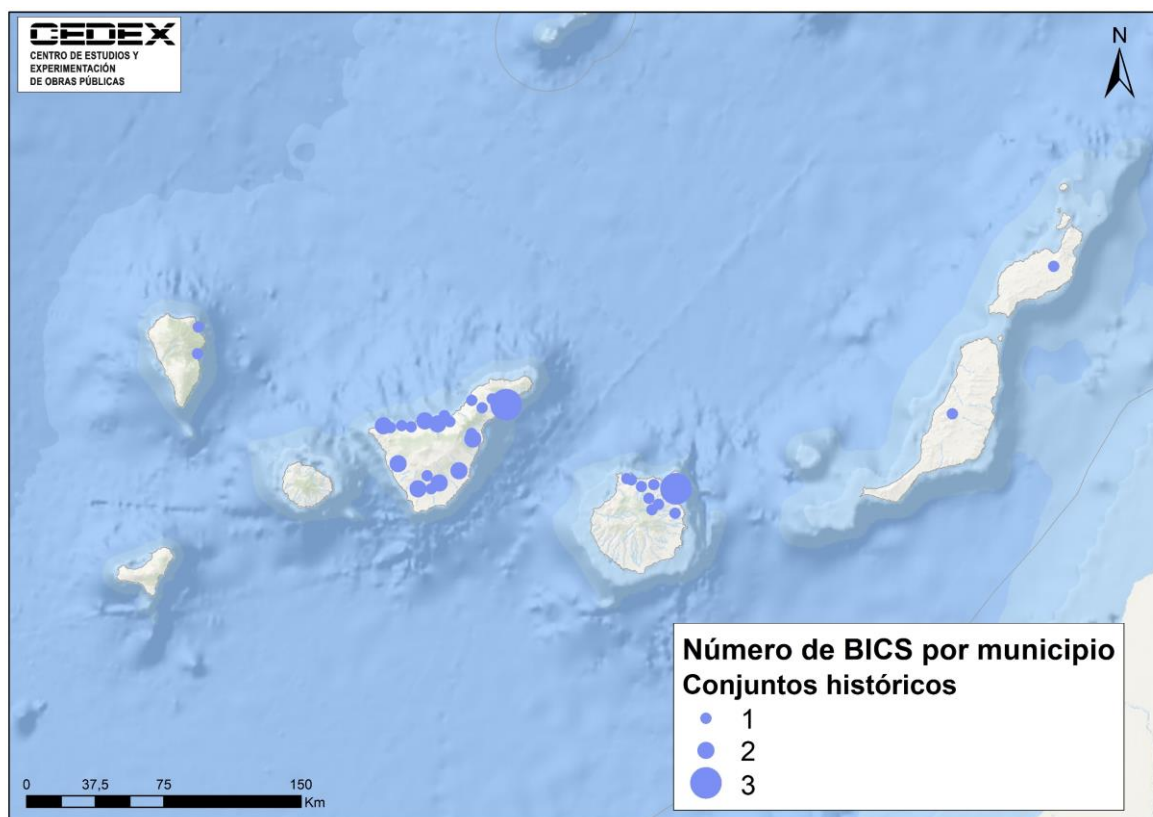 CEDEX
CENTRO DE ESTUDIOS Y
EXPERIMENTACIÓN
DE OBRAS PÚBLICAS
N
Número de BICS por municipio
Conjuntos históricos
1
2
3
0 37,5 75 150
Km